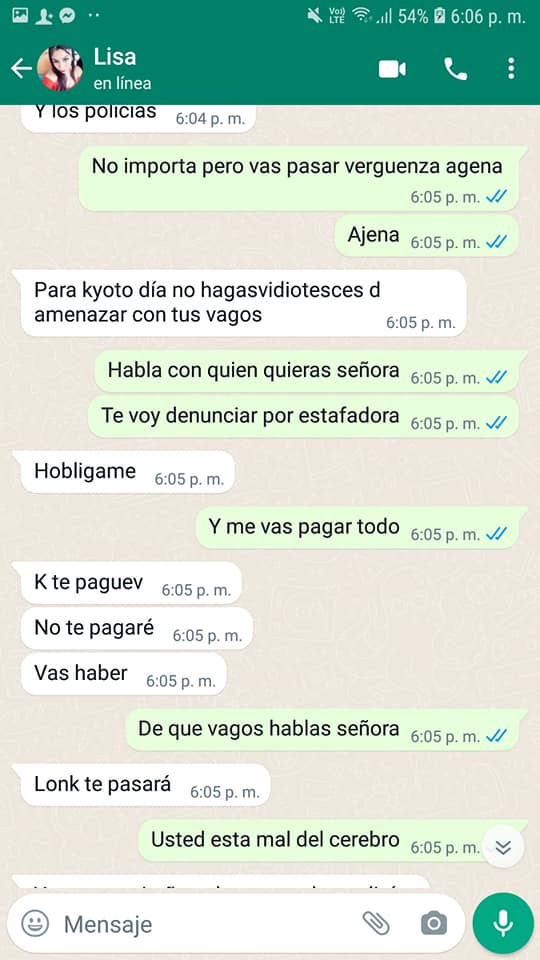 54% 6:06 p. m.
Lisa
en línea
Y los policias 6:04 p. m.
No importa pero vas pasar verguenza agena
6:05 p. m.
Ajena 6:05 p. m.
Para kyoto día no hagasvidiotesces d
amenazar con tus vagos 6:05 p. m.
Habla con quien quieras señora 6:05 p. m.
Te voy denunciar por estafadora 6:05 p. m.
Hobligame 6:05 p. m.
Y me vas pagar todo 6:05 p. m.
K te paguev 6:05 p. m.
No te pagaré 6:05 p. m.
Vas haber 6:05 p. m.
De que vagos hablas señora 6:05 p. m.
Lonk te pasará 6:05 p. m.
Usted esta mal del cerebro 6:05 p. m.
Mensaje